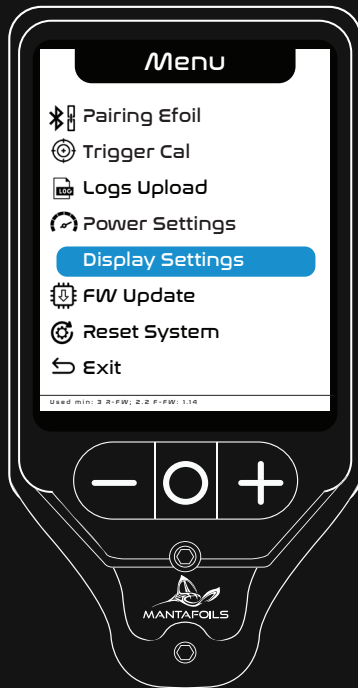 Menu
Pairing Efoil
Trigger Cal
LOG
Logs Upload
Power Settings
Display Settings
FW Update
Reset System
Exit
Used min: 3 R-FW; 2.2 F-FW: 1.14
MANTAFOILS